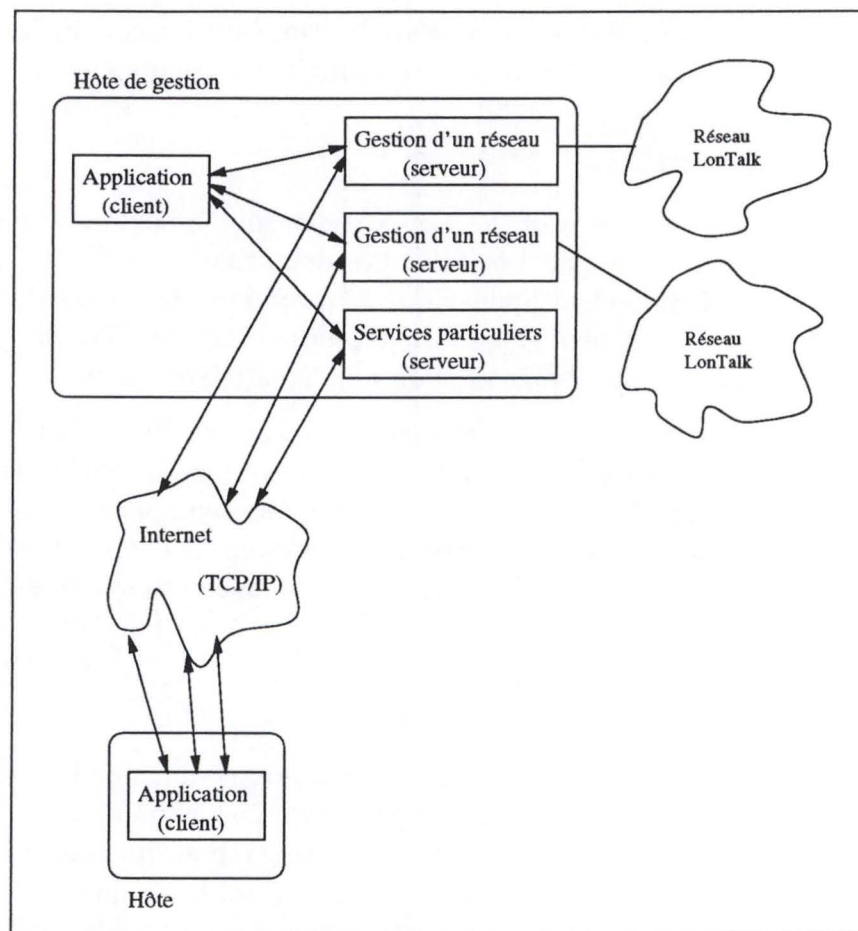 Hôte de gestion
Gestion d'un réseau
(serveur)
Réseau
LonTalk
Application
(client)
Gestion d'un réseau
(serveur)
Services particuliers
(serveur)
Réseau
LonTalk
Internet
(TCP/IP)
Application
(client)
Hôte